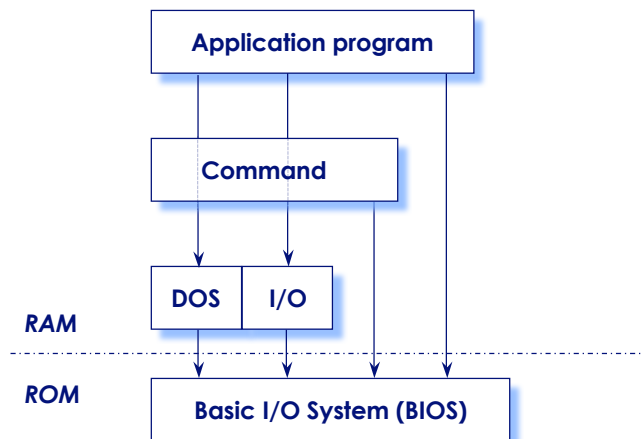 Application program
Command
DOS I/O
RAM
ROM
Basic I/O System (BIOS)